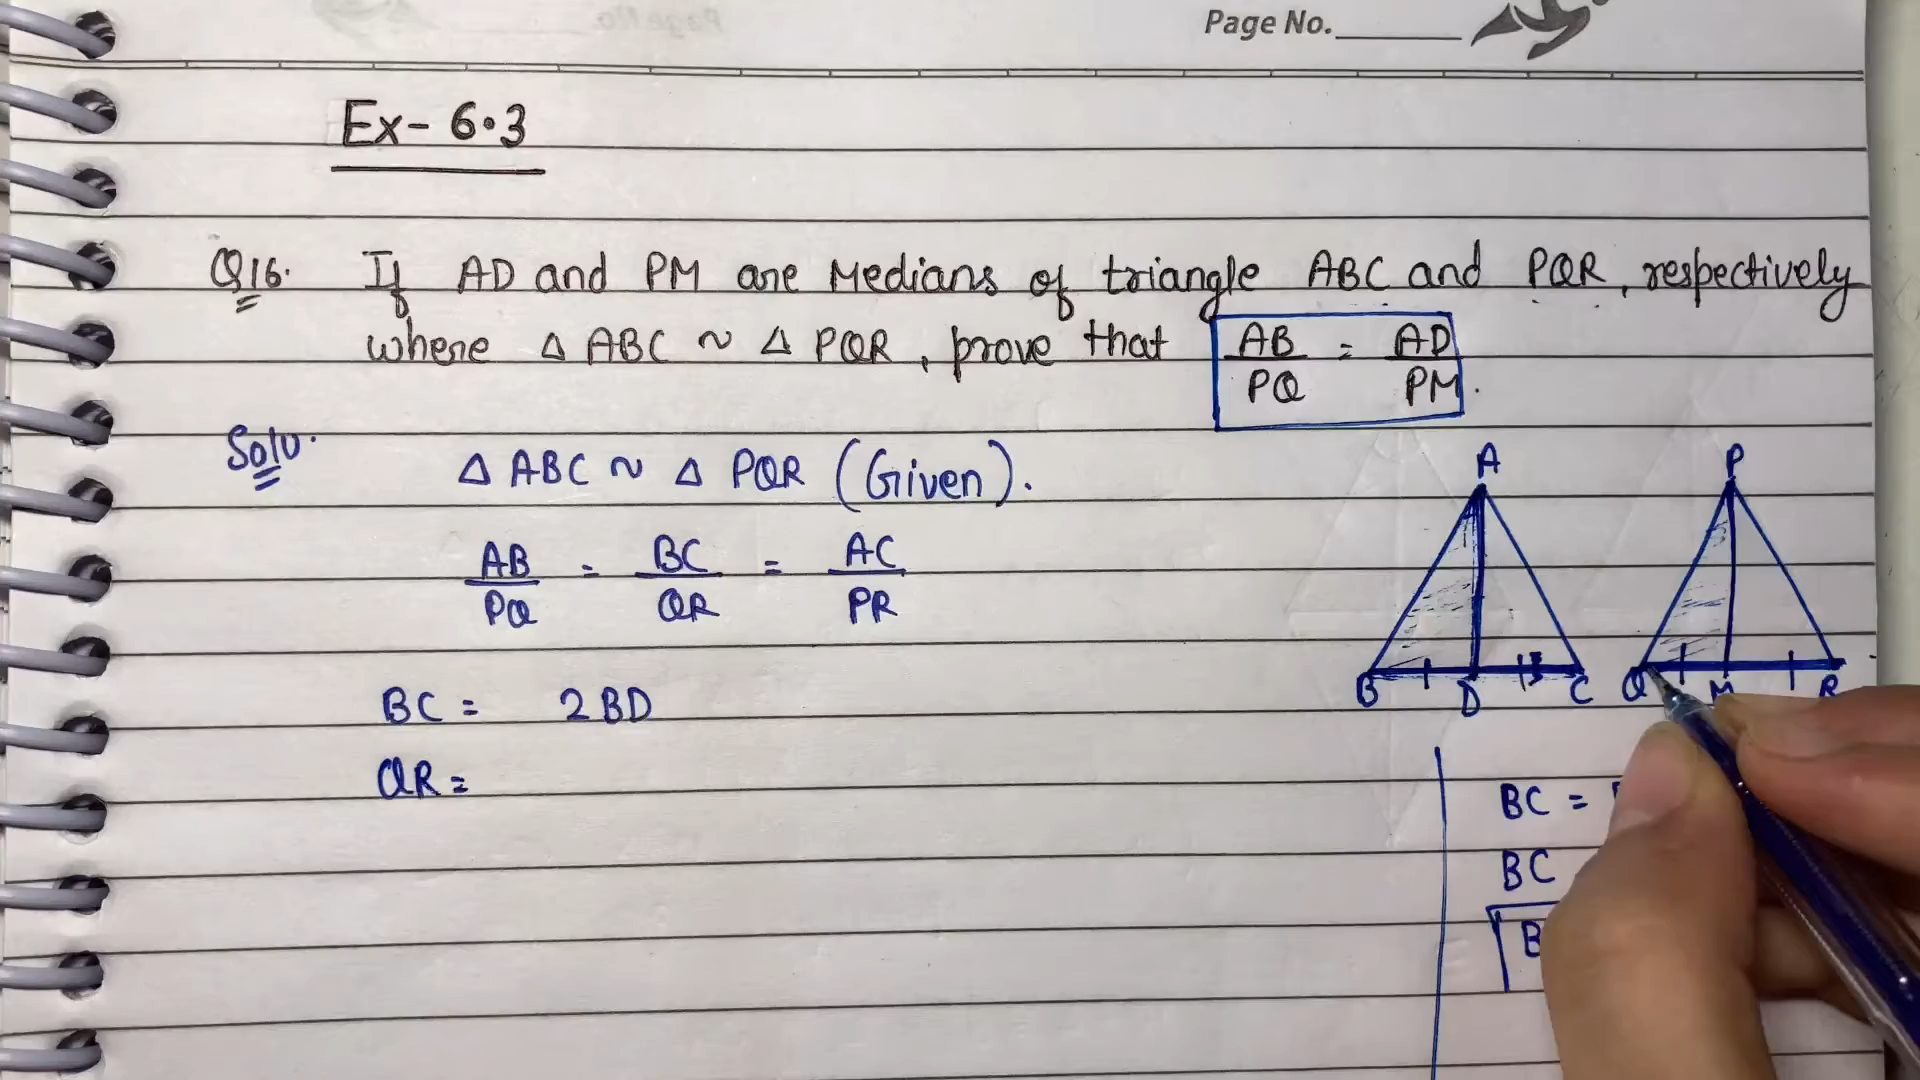 Page No.
Ex- 6.3
Q16. If AD and PM are Medians of triangle ABC and PQR, respectively
where △ ABC ~ △ PQR, prove that AB/PQ = AD/PM.
Soln. △ ABC ~ △ PQR (Given).
AB/PQ = BC/QR = AC/PR
BC = 2BD
QR =
A
B D C
P
Q M R
BC =
BC
B